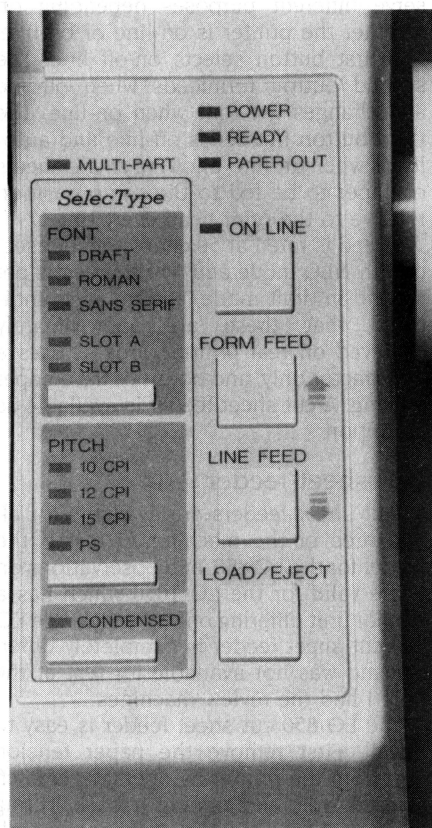 POWER
READY
MULTI-PART
PAPER OUT
SelecType
FONT
DRAFT
ROMAN
SANS SERIF
SLOT A
SLOT B
PITCH
10 CPI
12 CPI
15 CPI
PS
CONDENSED
ON LINE
FORM FEED
LINE FEED
LOAD/EJECT